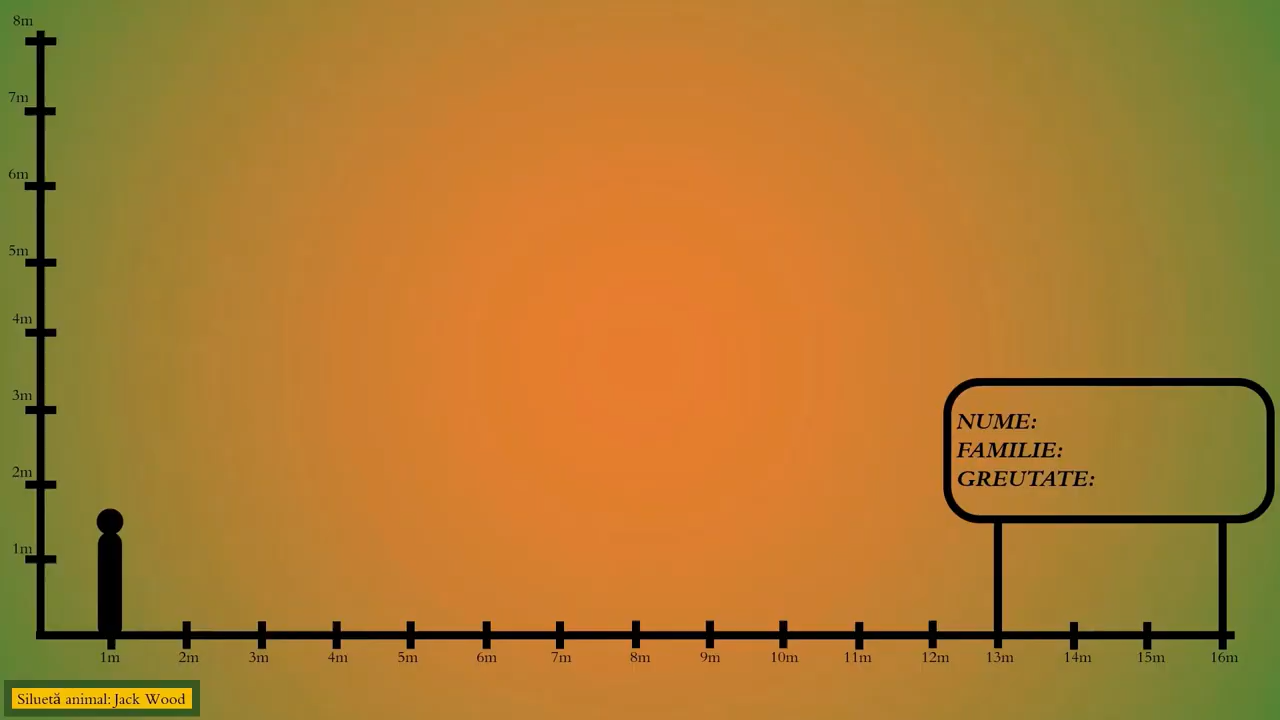 8m
7m
6m
5m
4m
3m
2m
1m
NUME:
FAMILIE:
GREUTATE:
1m 2m 3m 4m 5m 6m 7m 8m 9m 10m 11m 12m 13m 14m 15m 16m
Siluetă animal: Jack Wood